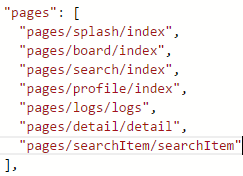 "pages": [
"pages/splash/index",
"pages/board/index",
"pages/search/index",
"pages/profile/index",
"pages/logs/logs",
"pages/detail/detail",
"pages/searchItem/searchItem"
],